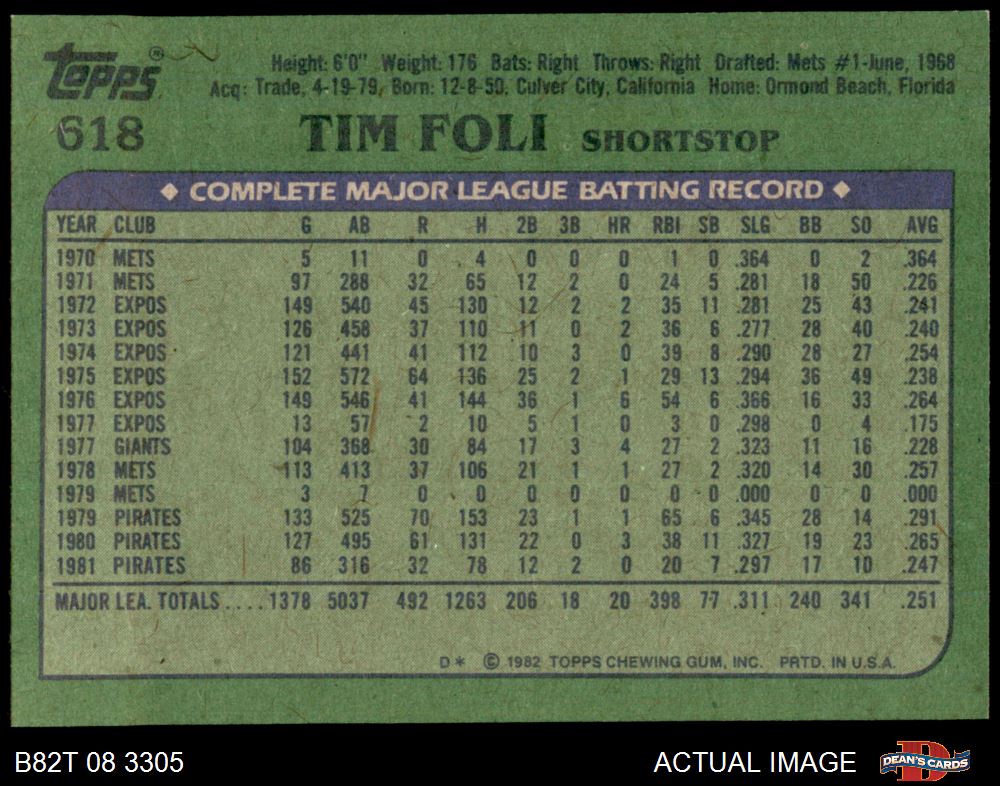 Topps®
Height: 6'0" Weight: 176 Bats: Right Throws: Right Drafted: Mets #1-June, 1968
Acq: Trade, 4-19-79, Born: 12-8-50, Culver City, California Home: Ormond Beach, Florida
618 TIM FOLI SHORTSTOP
◆ COMPLETE MAJOR LEAGUE BATTING RECORD ◆
YEAR CLUB G AB R H 2B 3B HR RBI SB SLG BB SO AVG
1970 METS 5 11 0 4 0 0 0 1 0 .364 0 2 .364
1971 METS 97 288 32 65 12 2 0 24 5 .281 18 50 .226
1972 EXPOS 149 540 45 130 12 2 2 35 11 .281 25 43 .241
1973 EXPOS 126 458 37 110 11 0 2 36 6 .277 28 40 .240
1974 EXPOS 121 441 41 112 10 3 0 39 8 .290 28 27 .254
1975 EXPOS 152 572 64 136 25 2 1 29 13 .294 36 49 .238
1976 EXPOS 149 546 41 144 36 1 6 54 6 .366 16 33 .264
1977 EXPOS 13 57 2 10 5 1 0 3 0 .298 0 4 .175
1977 GIANTS 104 368 30 84 17 3 4 27 2 .323 11 16 .228
1978 METS 113 413 37 106 21 1 1 27 2 .320 14 30 .257
1979 METS 3 7 0 0 0 0 0 0 0 .000 0 0 .000
1979 PIRATES 133 525 70 153 23 1 1 65 6 .345 28 14 .291
1980 PIRATES 127 495 61 131 22 0 3 38 11 .327 19 23 .265
1981 PIRATES 86 316 32 78 12 2 0 20 7 .297 17 10 .247
MAJOR LEA. TOTALS ....1378 5037 492 1263 206 18 20 398 77 .311 240 341 .251
D* © 1982 TOPPS CHEWING GUM, INC. PRTD. IN U.S.A.
B82T 08 3305 ACTUAL IMAGE D DEAN'S CARDS